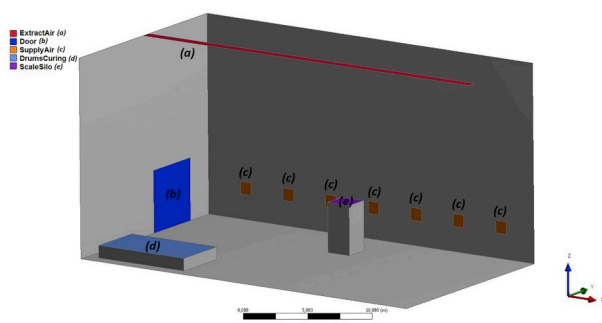 ExtractAir (a)
Door (b)
SupplyAir (c)
DrumsCuring (d)
ScaleSilo (e)
(a)
(c)
(c)
(c)
(c)
(c)
(c)
(c)
(b)
(e)
(d)
Z
Y
0,000
5,000
10,000 (m)